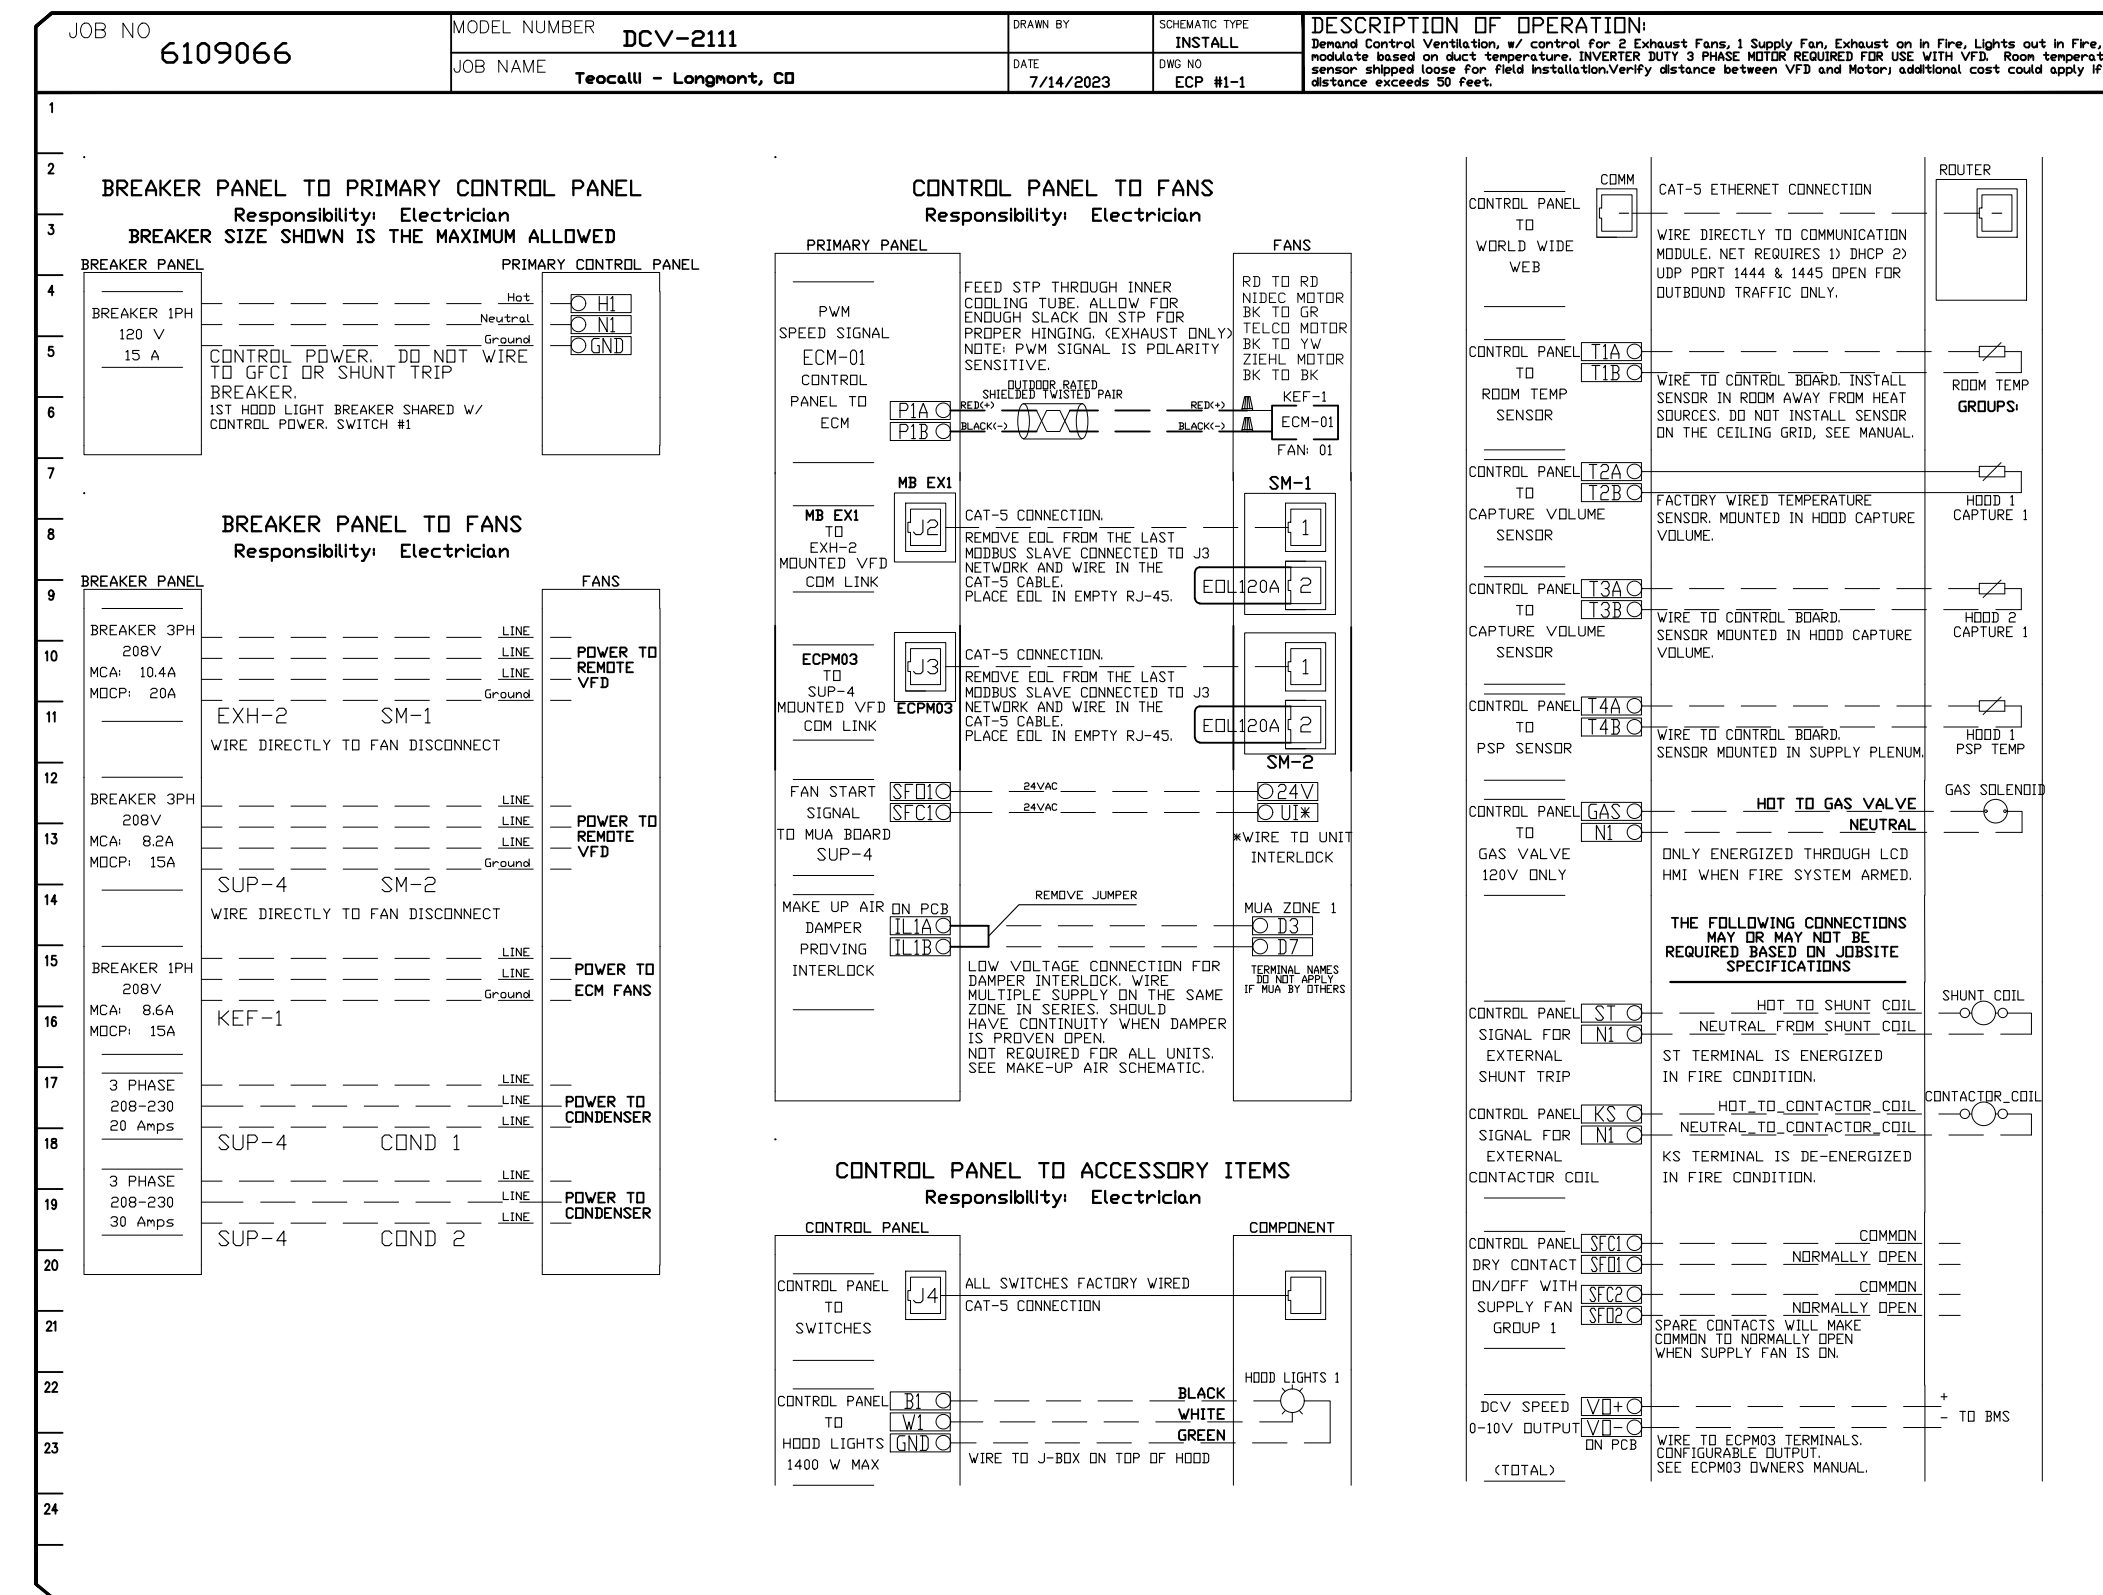 JOB NO
6109066
MODEL NUMBER
DCV-2111
JOB NAME
Teocalli - Longmont, CO
DRAWN BY
DATE
7/14/2023
SCHEMATIC TYPE
INSTALL
DWG NO
ECP #1-1
DESCRIPTION OF OPERATION:
Demand Control Ventilation, w/ control for 2 Exhaust Fans, 1 Supply Fan, Exhaust on in Fire, Lights out in Fire,
modulate based on duct temperature. INVERTER DUTY 3 PHASE MOTOR REQUIRED FOR USE WITH VFD. Room temperat
sensor shipped loose for field installation.Verify distance between VFD and Motor; additional cost could apply if
distance exceeds 50 feet.
1
2
3
4
5
6
7
8
9
10
11
12
13
14
15
16
17
18
19
20
21
22
23
24
BREAKER PANEL TO PRIMARY CONTROL PANEL
Responsibility: Electrician
BREAKER SIZE SHOWN IS THE MAXIMUM ALLOWED
BREAKER PANEL
PRIMARY CONTROL PANEL
BREAKER 1PH
120 V
15 A
Hot
H1
Neutral
N1
Ground
GND
CONTROL POWER. DO NOT WIRE
TO GFCI OR SHUNT TRIP
BREAKER.
1ST HOOD LIGHT BREAKER SHARED W/
CONTROL POWER. SWITCH #1
BREAKER PANEL TO FANS
Responsibility: Electrician
BREAKER PANEL
FANS
BREAKER 3PH
208V
MCA: 10.4A
MOCP: 20A
LINE
LINE
LINE
Ground
POWER TO
REMOTE
VFD
EXH-2 SM-1
WIRE DIRECTLY TO FAN DISCONNECT
BREAKER 3PH
208V
MCA: 8.2A
MOCP: 15A
LINE
LINE
LINE
Ground
POWER TO
REMOTE
VFD
SUP-4 SM-2
WIRE DIRECTLY TO FAN DISCONNECT
BREAKER 1PH
208V
MCA: 8.6A
MOCP: 15A
LINE
LINE
Ground
POWER TO
ECM FANS
KEF-1
3 PHASE
208-230
20 Amps
LINE
LINE
LINE
POWER TO
CONDENSER
SUP-4 COND 1
3 PHASE
208-230
30 Amps
LINE
LINE
LINE
POWER TO
CONDENSER
SUP-4 COND 2
CONTROL PANEL TO FANS
Responsibility: Electrician
PRIMARY PANEL
FANS
PWM
SPEED SIGNAL
ECM-01
CONTROL
PANEL TO
ECM
P1A
P1B
FEED STP THROUGH INNER
COOLING TUBE. ALLOW FOR
ENOUGH SLACK ON STP FOR
PROPER HINGING. (EXHAUST ONLY)
NOTE: PWM SIGNAL IS POLARITY
SENSITIVE.
OUTDOOR RATED
SHIELDED TWISTED PAIR
RED(+)
BLACK(-)
RED(+)
BLACK(-)
RD TO RD
NIDEC MOTOR
BK TO GR
TELCO MOTOR
BK TO YW
ZIEHL MOTOR
BK TO BK
KEF-1
ECM-01
FAN: 01
MB EX1
MB EX1
TO
EXH-2
MOUNTED VFD
COM LINK
J2
CAT-5 CONNECTION.
REMOVE EOL FROM THE LAST
MODBUS SLAVE CONNECTED TO J3
NETWORK AND WIRE IN THE
CAT-5 CABLE.
PLACE EOL IN EMPTY RJ-45.
SM-1
1
EOL120A
2
ECPM03
TO
SUP-4
MOUNTED VFD
COM LINK
J3
ECPM03
CAT-5 CONNECTION.
REMOVE EOL FROM THE LAST
MODBUS SLAVE CONNECTED TO J3
NETWORK AND WIRE IN THE
CAT-5 CABLE.
PLACE EOL IN EMPTY RJ-45.
1
EOL120A
2
SM-2
FAN START
SIGNAL
TO MUA BOARD
SUP-4
SFO1
SFC1
24VAC
24VAC
24V
UI*
*WIRE TO UNIT
INTERLOCK
MAKE UP AIR
DAMPER
PROVING
INTERLOCK
ON PCB
IL1A
IL1B
REMOVE JUMPER
MUA ZONE 1
D3
D7
TERMINAL NAMES
DO NOT APPLY
IF MUA BY OTHERS
LOW VOLTAGE CONNECTION FOR
DAMPER INTERLOCK. WIRE
MULTIPLE SUPPLY ON THE SAME
ZONE IN SERIES. SHOULD
HAVE CONTINUITY WHEN DAMPER
IS PROVEN OPEN.
NOT REQUIRED FOR ALL UNITS.
SEE MAKE-UP AIR SCHEMATIC.
CONTROL PANEL TO ACCESSORY ITEMS
Responsibility: Electrician
CONTROL PANEL
COMPONENT
CONTROL PANEL
TO
SWITCHES
J4
ALL SWITCHES FACTORY WIRED
CAT-5 CONNECTION
CONTROL PANEL
TO
HOOD LIGHTS
1400 W MAX
B1
W1
GND
BLACK
WHITE
GREEN
HOOD LIGHTS 1
WIRE TO J-BOX ON TOP OF HOOD
CONTROL PANEL
TO
WORLD WIDE
WEB
COMM
CAT-5 ETHERNET CONNECTION
ROUTER
WIRE DIRECTLY TO COMMUNICATION
MODULE. NET REQUIRES 1) DHCP 2)
UDP PORT 1444 & 1445 OPEN FOR
OUTBOUND TRAFFIC ONLY.
CONTROL PANEL
TO
ROOM TEMP
SENSOR
T1A
T1B
WIRE TO CONTROL BOARD. INSTALL
SENSOR IN ROOM AWAY FROM HEAT
SOURCES. DO NOT INSTALL SENSOR
ON THE CEILING GRID, SEE MANUAL.
ROOM TEMP
GROUPS:
CONTROL PANEL
TO
CAPTURE VOLUME
SENSOR
T2A
T2B
FACTORY WIRED TEMPERATURE
SENSOR. MOUNTED IN HOOD CAPTURE
VOLUME.
HOOD 1
CAPTURE 1
CONTROL PANEL
TO
CAPTURE VOLUME
SENSOR
T3A
T3B
WIRE TO CONTROL BOARD.
SENSOR MOUNTED IN HOOD CAPTURE
VOLUME.
HOOD 2
CAPTURE 1
CONTROL PANEL
TO
PSP SENSOR
T4A
T4B
WIRE TO CONTROL BOARD.
SENSOR MOUNTED IN SUPPLY PLENUM.
HOOD 1
PSP TEMP
CONTROL PANEL
TO
GAS VALVE
120V ONLY
GAS
N1
HOT TO GAS VALVE
NEUTRAL
GAS SOLENOID
ONLY ENERGIZED THROUGH LCD
HMI WHEN FIRE SYSTEM ARMED.
THE FOLLOWING CONNECTIONS
MAY OR MAY NOT BE
REQUIRED BASED ON JOBSITE
SPECIFICATIONS
CONTROL PANEL
SIGNAL FOR
EXTERNAL
SHUNT TRIP
ST
N1
HOT TO SHUNT COIL
NEUTRAL FROM SHUNT COIL
SHUNT COIL
ST TERMINAL IS ENERGIZED
IN FIRE CONDITION.
CONTROL PANEL
SIGNAL FOR
EXTERNAL
CONTACTOR COIL
KS
N1
HOT TO CONTACTOR COIL
NEUTRAL TO CONTACTOR COIL
CONTACTOR COIL
KS TERMINAL IS DE-ENERGIZED
IN FIRE CONDITION.
CONTROL PANEL
DRY CONTACT
ON/OFF WITH
SUPPLY FAN
GROUP 1
SFC1
SFO1
SFC2
SFO2
COMMON
NORMALLY OPEN
COMMON
NORMALLY OPEN
SPARE CONTACTS WILL MAKE
COMMON TO NORMALLY OPEN
WHEN SUPPLY FAN IS ON.
DCV SPEED
0-10V OUTPUT
(TOTAL)
VO+
VO-
ON PCB
+
- TO BMS
WIRE TO ECPM03 TERMINALS.
CONFIGURABLE OUTPUT.
SEE ECPM03 OWNERS MANUAL.